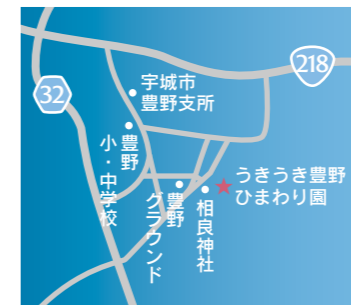 218
32
宇城市
豊野支所
豊野
小・中学校
豊野
グラウンド
相良神社
うきうき豊野
ひまわり園